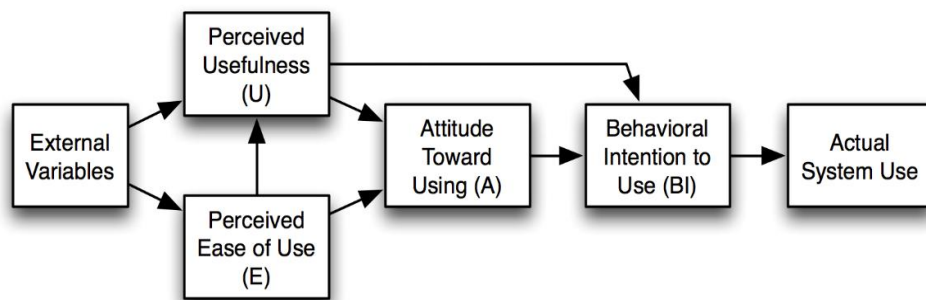 External
Variables
Perceived
Usefulness
(U)
Perceived
Ease of Use
(E)
Attitude
Toward
Using (A)
Behavioral
Intention to
Use (BI)
Actual
System Use